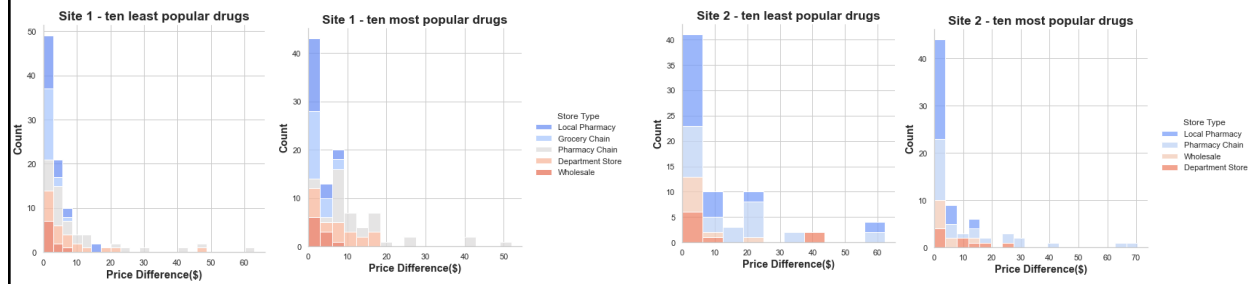 Site 1 - ten least popular drugs
50
40
30
20
10
0
Count
0 10 20 30 40 50 60
Price Difference($)
Site 1 - ten most popular drugs
40
30
20
10
0
Count
0 10 20 30 40 50
Price Difference($)
Store Type
Local Pharmacy
Grocery Chain
Pharmacy Chain
Department Store
Wholesale
Site 2 - ten least popular drugs
40
35
30
25
20
15
10
5
0
Count
0 10 20 30 40 50 60
Price Difference($)
Site 2 - ten most popular drugs
40
30
20
10
0
Count
0 10 20 30 40 50 60 70
Price Difference($)
Store Type
Local Pharmacy
Pharmacy Chain
Wholesale
Department Store